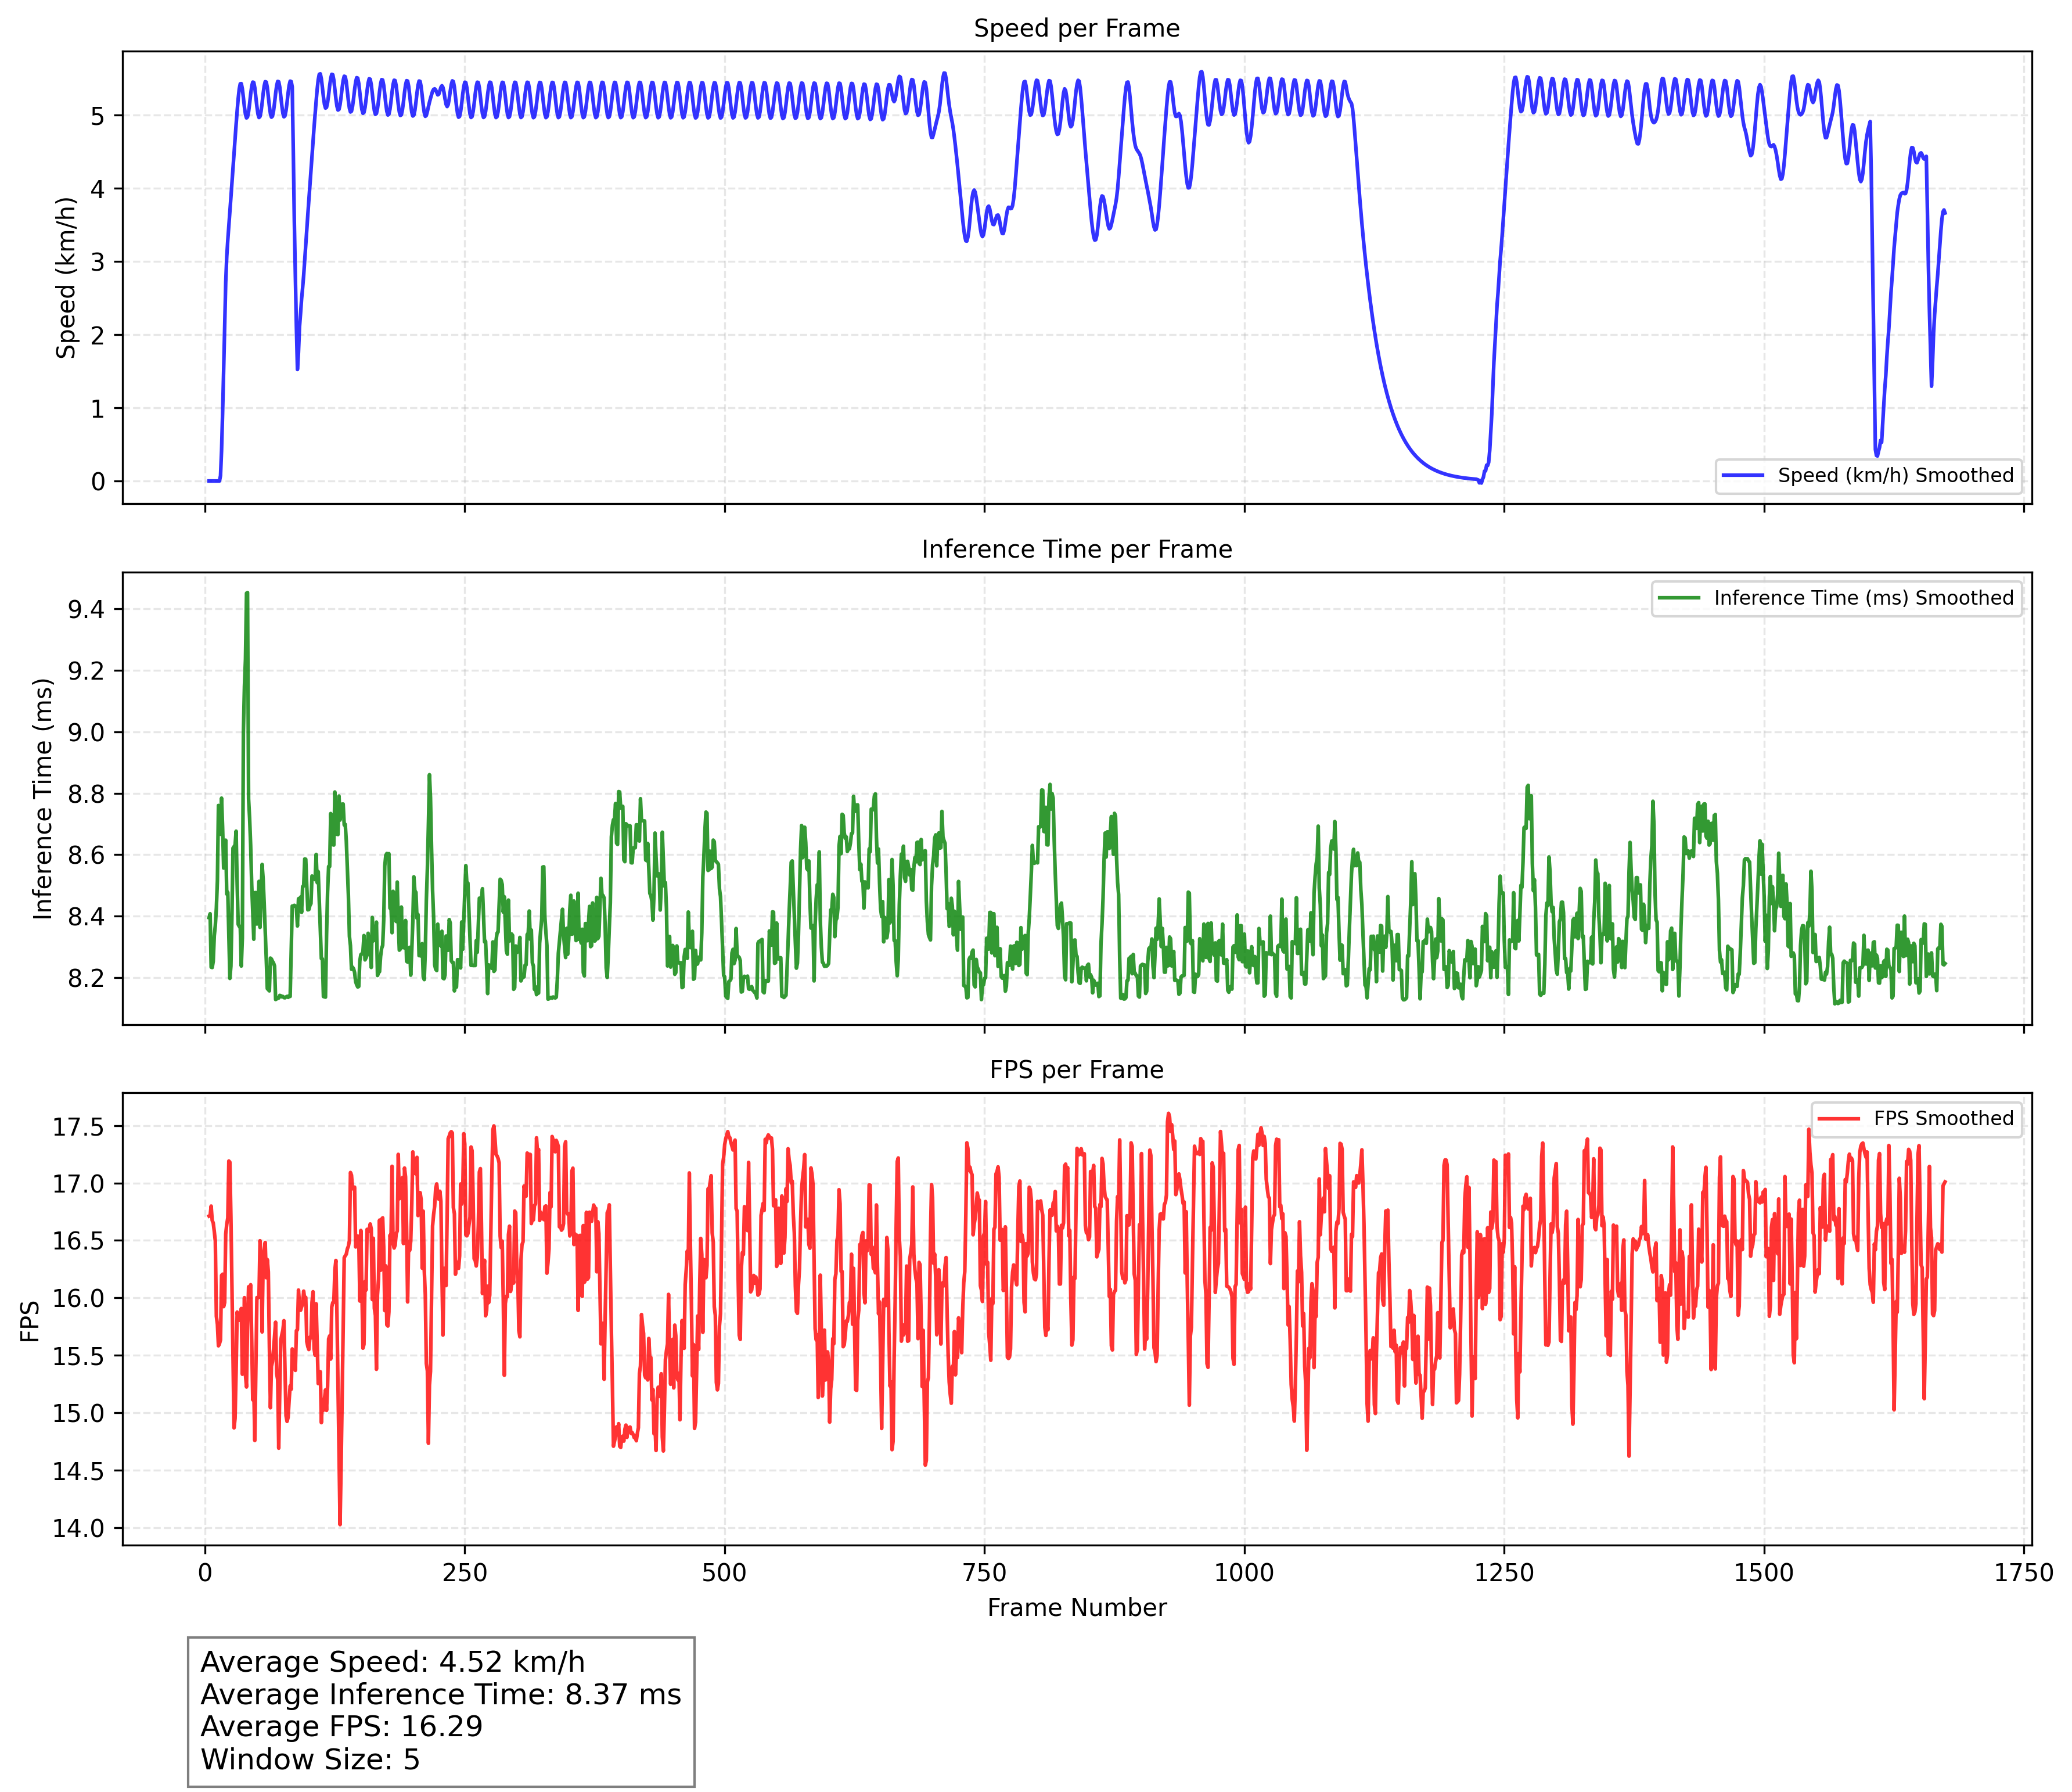 Speed per Frame
Speed (km/h)
5
4
3
2
1
0
Speed (km/h) Smoothed
Inference Time per Frame
Inference Time (ms)
9.4
9.2
9.0
8.8
8.6
8.4
8.2
Inference Time (ms) Smoothed
FPS per Frame
FPS
17.5
17.0
16.5
16.0
15.5
15.0
14.5
14.0
FPS Smoothed
0 250 500 750 1000 1250 1500 1750
Frame Number
Average Speed: 4.52 km/h
Average Inference Time: 8.37 ms
Average FPS: 16.29
Window Size: 5